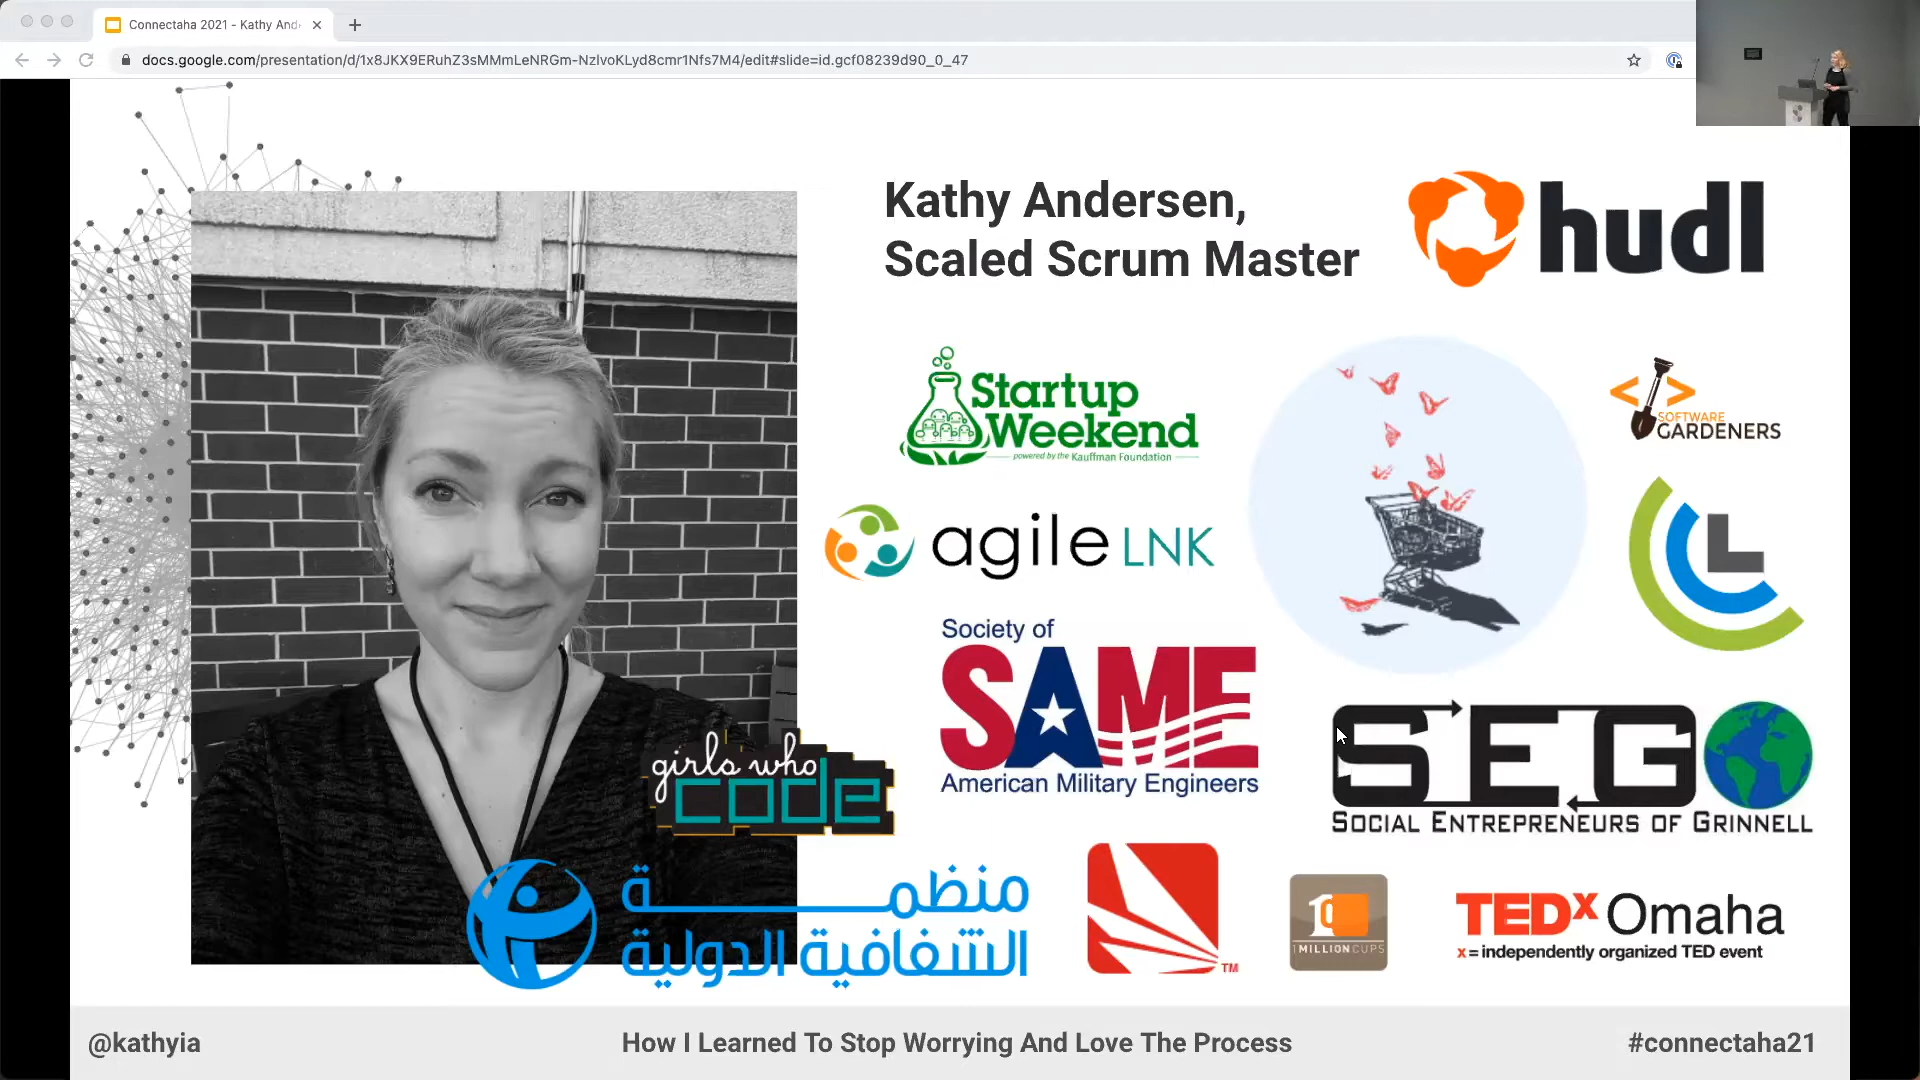 Connectaha 2021 - Kathy And
docs.google.com/presentation/d/1x8JKX9ERuhZ3sMMmLeNRGm-NzlvoKLyd8cmr1Nfs7M4/edit#slide=id.gcf08239d90_0_47
Kathy Andersen,
Scaled Scrum Master
hudl
Startup
Weekend
powered by the Kauffman Foundation
SOFTWARE
GARDENERS
agile LNK
CL
Society of
SAME
American Military Engineers
girls who
code
SEG
SOCIAL ENTREPRENEURS OF GRINNELL
منظمة
الشفافية الدولية
TM
1 MILLION CUPS
TEDx Omaha
x = independently organized TED event
@kathyia
How I Learned To Stop Worrying And Love The Process
#connectaha21